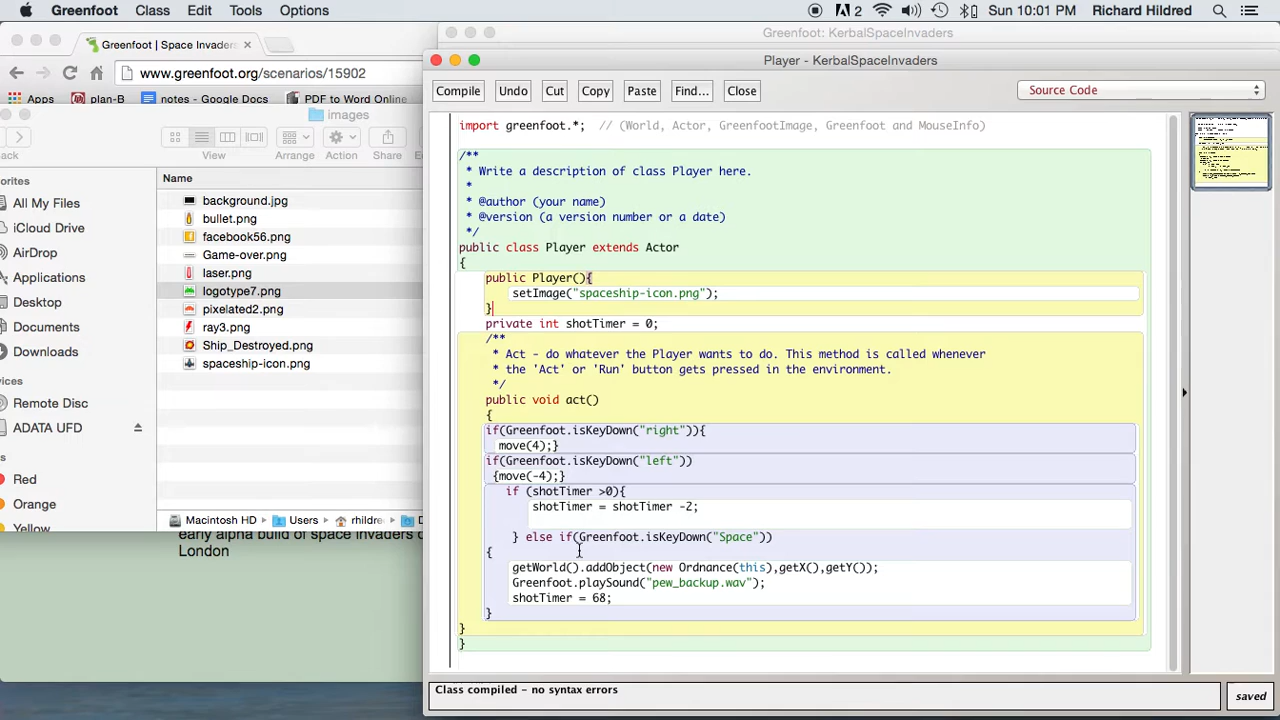 Greenfoot Class Edit Tools Options 2 Sun 10:01 PM Richard Hildred
Greenfoot | Space Invader
www.greenfoot.org/scenarios/15902
Apps plan-B notes - Google Docs PDF to Word Online
images
View Arrange Action Share
Name
All My Files
iCloud Drive
AirDrop
Applications
Desktop
Documents
Downloads
Remote Disc
ADATA UFD
Red
Orange
Yellow
background.jpg
bullet.png
facebook56.png
Game-over.png
laser.png
logotype7.png
pixelated2.png
ray3.png
Ship_Destroyed.png
spaceship-icon.png
Macintosh HD Users rhildre
early alpha build of space invaders
London
Greenfoot: KerbalSpaceInvaders
Player - KerbalSpaceInvaders
Compile Undo Cut Copy Paste Find... Close Source Code
import greenfoot.*; // (World, Actor, GreenfootImage, Greenfoot and MouseInfo)
/**
* Write a description of class Player here.
*
* @author (your name)
* @version (a version number or a date)
*/
public class Player extends Actor
{
public Player(){
setImage("spaceship-icon.png");
}
private int shotTimer = 0;
/**
* Act - do whatever the Player wants to do. This method is called whenever
* the 'Act' or 'Run' button gets pressed in the environment.
*/
public void act()
{
if(Greenfoot.isKeyDown("right")){
move(4);}
if(Greenfoot.isKeyDown("left"))
{move(-4);}
if (shotTimer >0){
shotTimer = shotTimer -2;
} else if(Greenfoot.isKeyDown("Space"))
{
getWorld().addObject(new Ordnance(this),getX(),getY());
Greenfoot.playSound("pew_backup.wav");
shotTimer = 68;
}
}
}
Class compiled - no syntax errors
saved